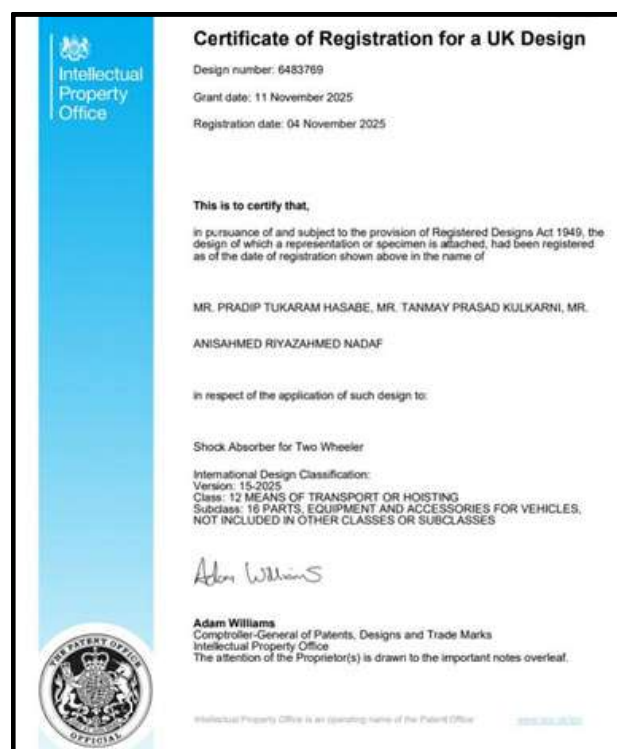 Intellectual
Property
Office
Certificate of Registration for a UK Design
Design number: 6483769
Grant date: 11 November 2025
Registration date: 04 November 2025
This is to certify that,
in pursuance of and subject to the provision of Registered Designs Act 1949, the
design of which a representation or specimen is attached, had been registered
as of the date of registration shown above in the name of
MR. PRADIP TUKARAM HASABE, MR. TANMAY PRASAD KULKARNI, MR.
ANISAHMED RIYAZAHMED NADAF
in respect of the application of such design to:
Shock Absorber for Two Wheeler
International Design Classification:
Version: 15-2025
Class: 12 MEANS OF TRANSPORT OR HOISTING
Subclass: 16 PARTS, EQUIPMENT AND ACCESSORIES FOR VEHICLES,
NOT INCLUDED IN OTHER CLASSES OR SUBCLASSES
Adam Williams
Adam Williams
Comptroller-General of Patents, Designs and Trade Marks
Intellectual Property Office
The attention of the Proprietor(s) is drawn to the important notes overleaf.
THE PATENT OFFICE
OFFICIAL
Intellectual Property Office is an operating name of the Patent Office